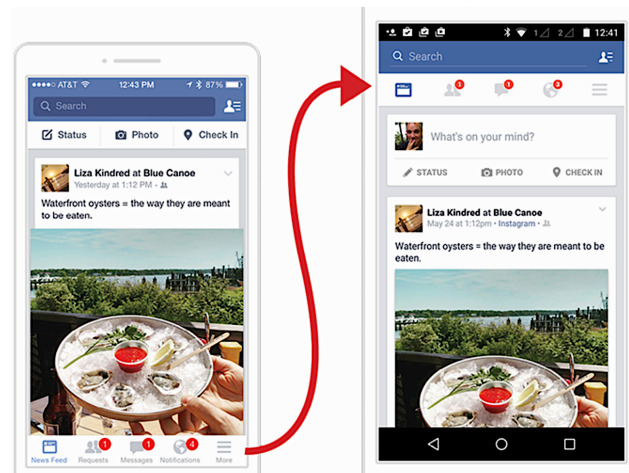 AT&T 12:43 PM 87%
Search
Status Photo Check In
Liza Kindred at Blue Canoe
Yesterday at 1:12 PM -
Waterfront oysters = the way they are meant
to be eaten.
1 1 4
News Feed Requests Messages Notifications More
1 2 12:41
Search
1 1 3
What's on your mind?
STATUS PHOTO CHECK IN
Liza Kindred at Blue Canoe
May 24 at 1:12pm • Instagram •
Waterfront oysters = the way they are meant to be
eaten.